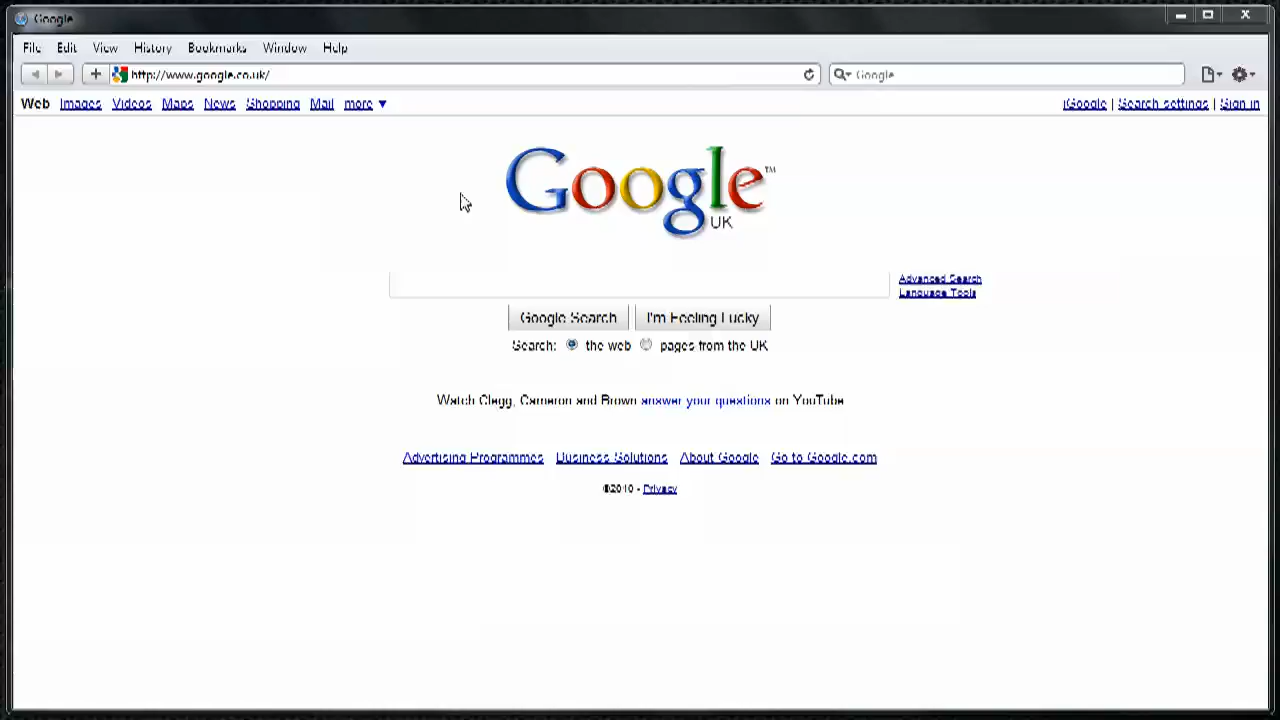 Google
File Edit View History Bookmarks Window Help
http://www.google.co.uk/ Google
Web Images Videos Maps News Shopping Mail more ▼ iGoogle | Search settings | Sign in
Google™
UK
Advanced Search
Language Tools
Google Search I'm Feeling Lucky
Search: the web pages from the UK
Watch Clegg, Cameron and Brown answer your questions on YouTube
Advertising Programmes Business Solutions About Google Go to Google.com
©2010 - Privacy